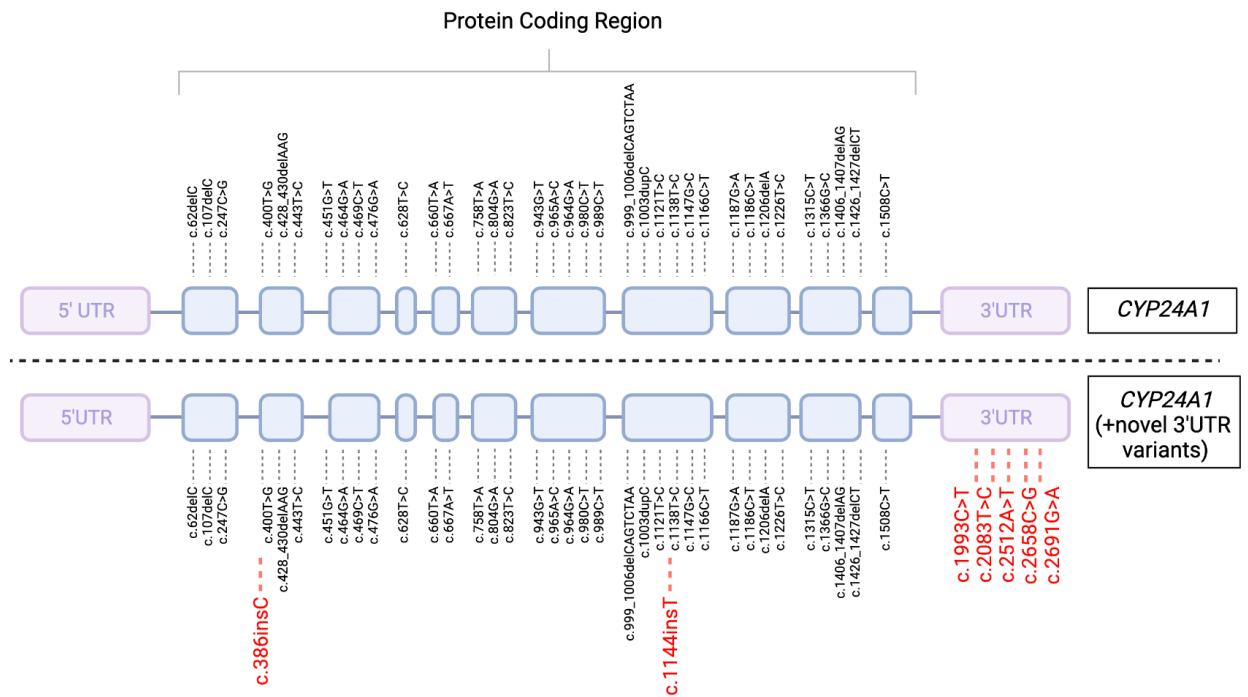 Protein Coding Region
c.62delC
c.107delC
c.247C>G
c.400T>G
c.428_430delAAG
c.443T>C
c.451G>T
c.464G>A
c.469C>T
c.476G>A
c.628T>C
c.660T>A
c.667A>T
c.758T>A
c.804G>A
c.823T>C
c.943G>T
c.965A>C
c.964G>A
c.980C>T
c.989C>T
c.999_1006delCAGTCTAA
c.1003dupC
c.1121T>C
c.1138T>C
c.1147G>C
c.1166C>T
c.1187G>A
c.1186C>T
c.1206delA
c.1226T>C
c.1315C>T
c.1366G>C
c.1406_1407delAG
c.1426_1427delCT
c.1508C>T
5' UTR
3'UTR
CYP24A1
5'UTR
3'UTR
CYP24A1
(+novel 3'UTR
variants)
c.62delC
c.107delC
c.247C>G
c.386insC
c.400T>G
c.428_430delAAG
c.443T>C
c.451G>T
c.464G>A
c.469C>T
c.476G>A
c.628T>C
c.660T>A
c.667A>T
c.758T>A
c.804G>A
c.823T>C
c.943G>T
c.965A>C
c.964G>A
c.980C>T
c.989C>T
c.999_1006delCAGTCTAA
c.1003dupC
c.1121T>C
c.1144insT
c.1138T>C
c.1147G>C
c.1166C>T
c.1187G>A
c.1186C>T
c.1206delA
c.1226T>C
c.1315C>T
c.1366G>C
c.1406_1407delAG
c.1426_1427delCT
c.1508C>T
c.1993C>T
c.2083T>C
c.2512A>T
c.2658C>G
c.2691G>A